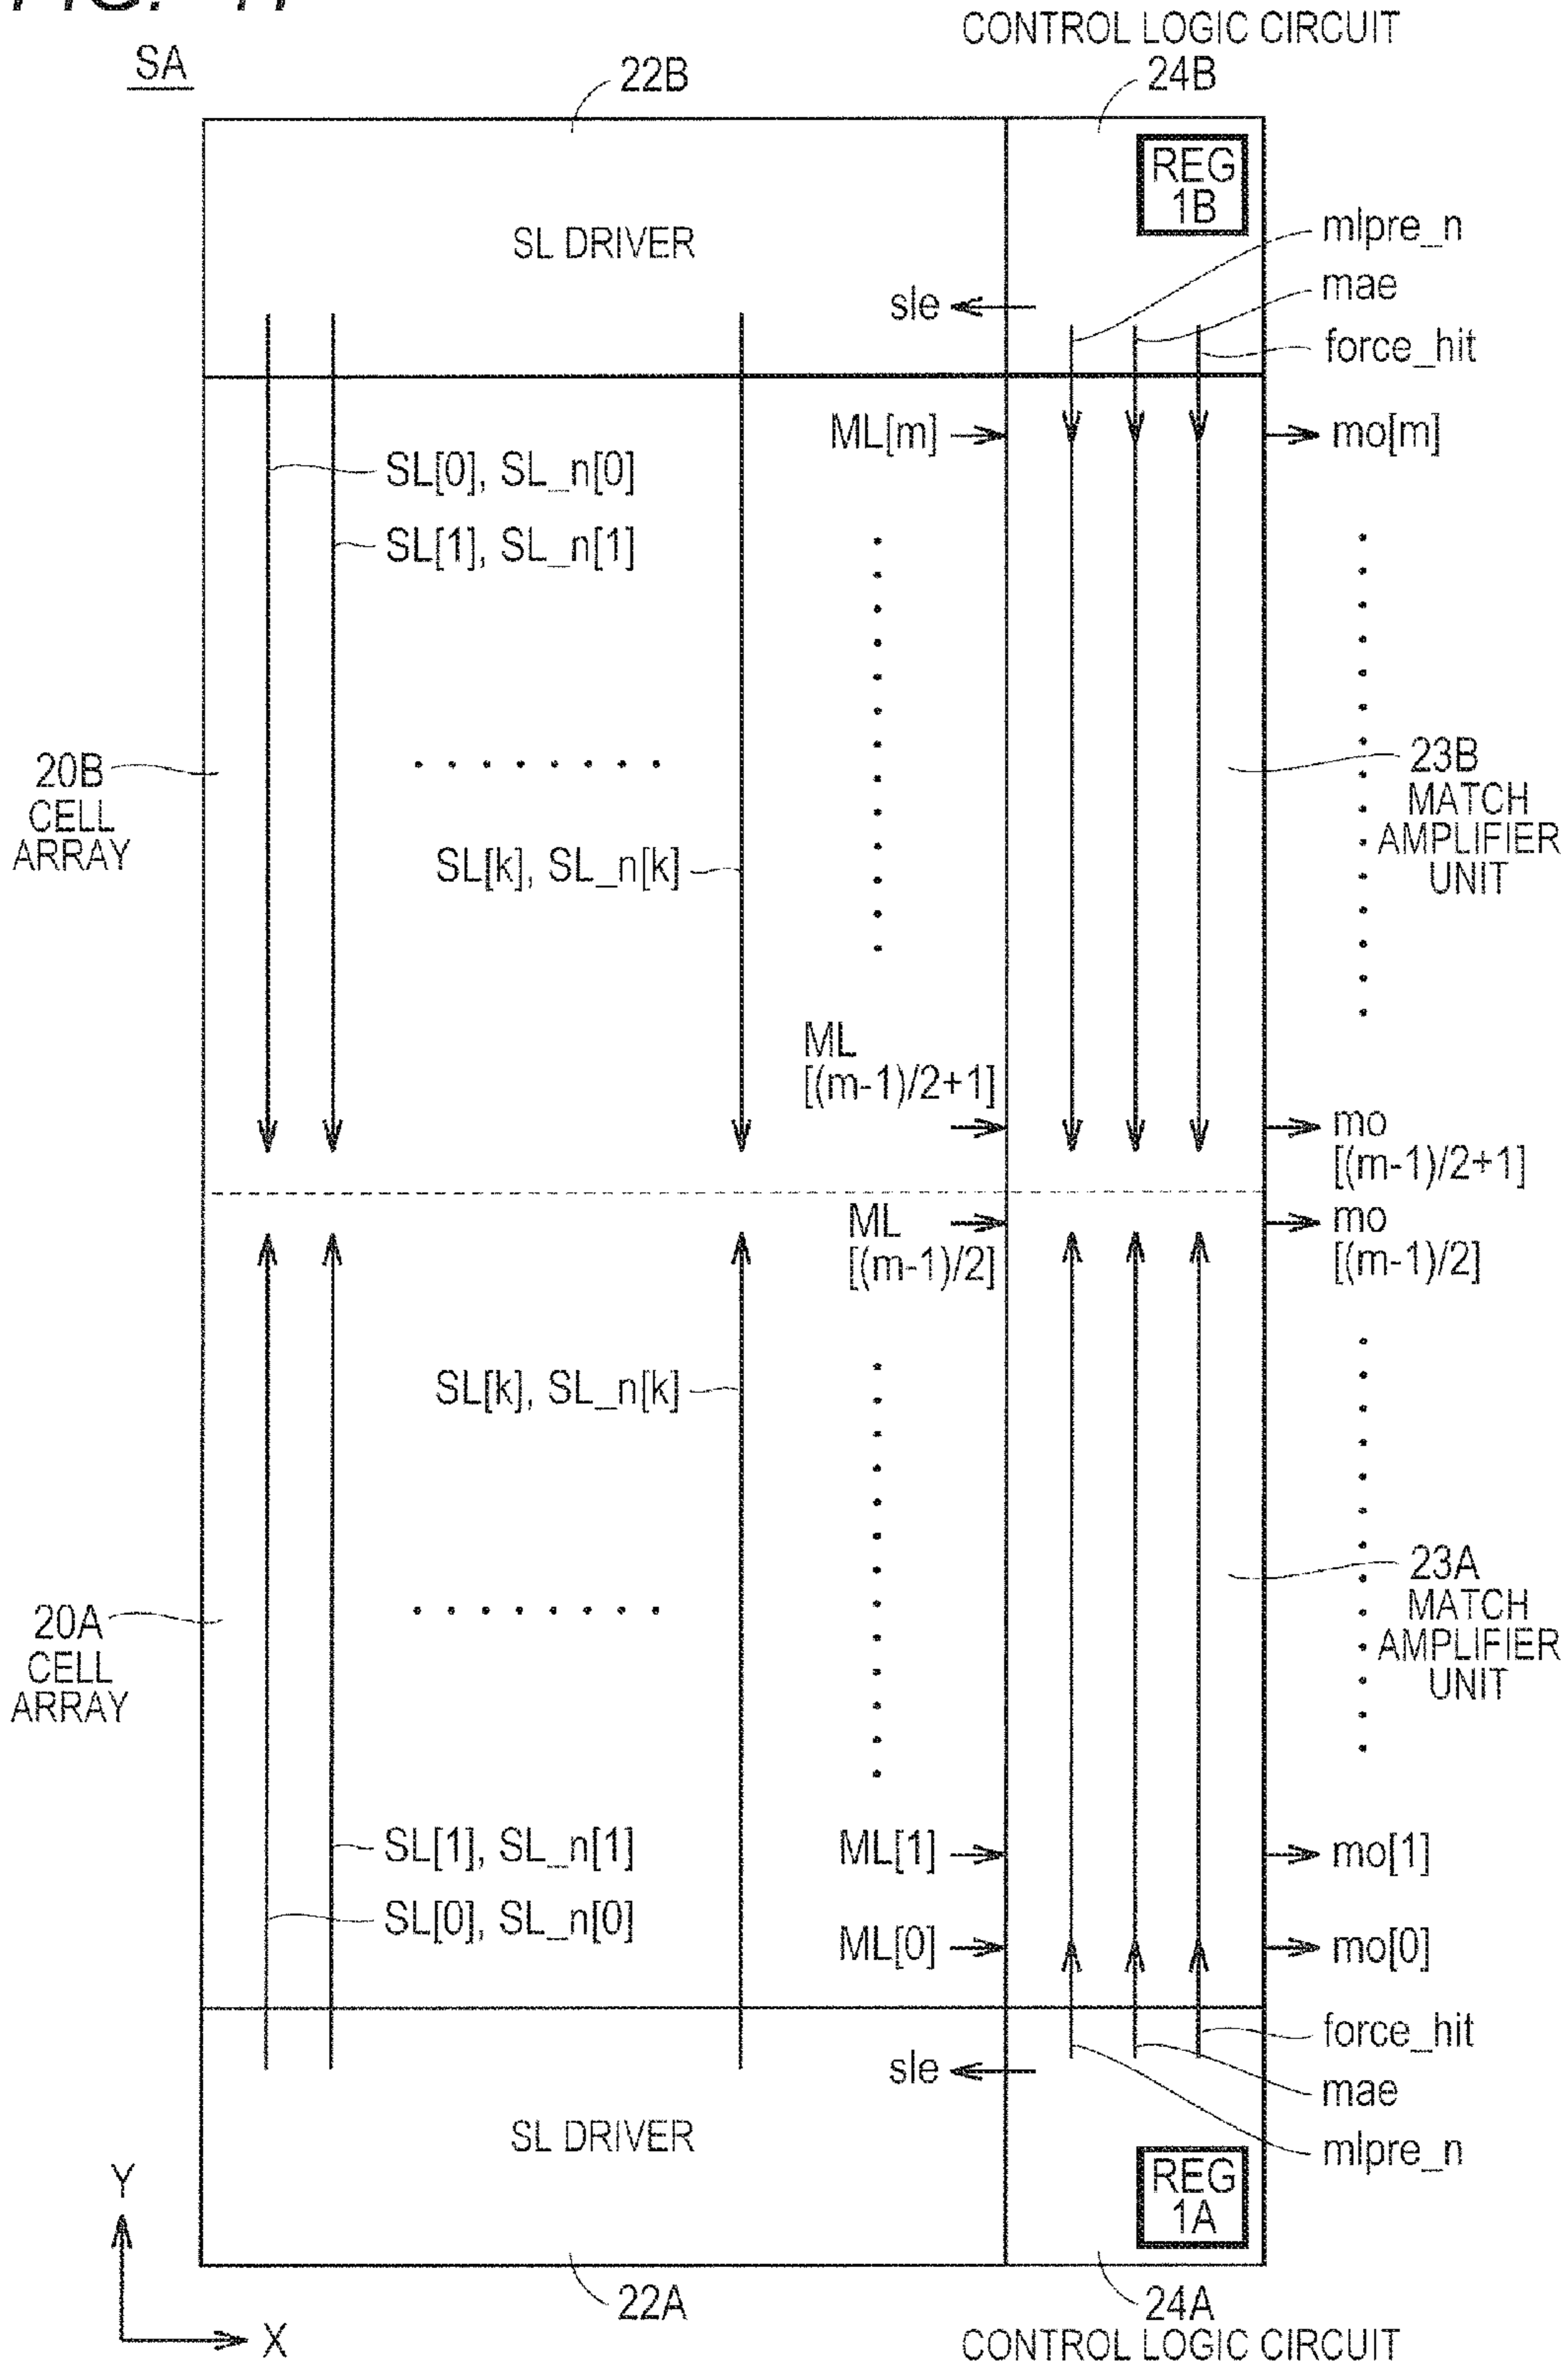 CONTROL LOGIC CIRCUIT
SA
22B
24B
REG
1B
SL DRIVER
mlpre_n
mae
sle
force_hit
ML[m]
mo[m]
SL[0], SL_n[0]
SL[1], SL_n[1]
20B
CELL
ARRAY
23B
MATCH
AMPLIFIER
UNIT
SL[k], SL_n[k]
ML
[(m-1)/2+1]
mo
[(m-1)/2+1]
ML
[(m-1)/2]
mo
[(m-1)/2]
SL[k], SL_n[k]
20A
CELL
ARRAY
23A
MATCH
AMPLIFIER
UNIT
SL[1], SL_n[1]
ML[1]
mo[1]
SL[0], SL_n[0]
ML[0]
mo[0]
force_hit
sle
mae
SL DRIVER
mlpre_n
REG
1A
Y
X
22A
24A
CONTROL LOGIC CIRCUIT